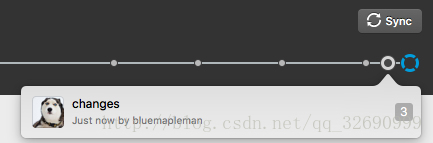 Sync
changes
3
Just now by bluemapleman
http://blog.csdn.net/qq_32690999